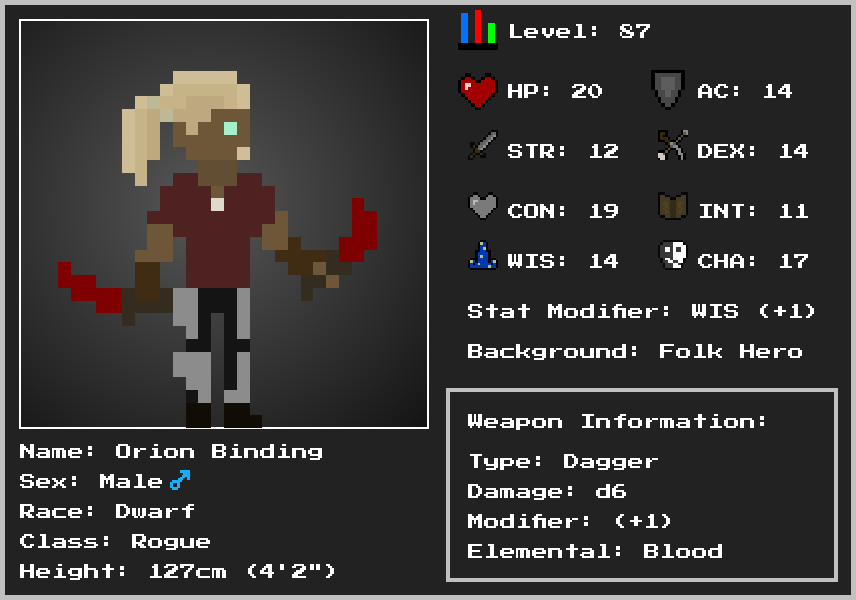 Level: 87
HP: 20 AC: 14
STR: 12 DEX: 14
CON: 19 INT: 11
WIS: 14 CHA: 17
Stat Modifier: WIS (+1)
Background: Folk Hero
Weapon Information:
Type: Dagger
Damage: d6
Modifier: (+1)
Elemental: Blood
Name: Orion Binding
Sex: Male♂
Race: Dwarf
Class: Rogue
Height: 127cm (4'2")